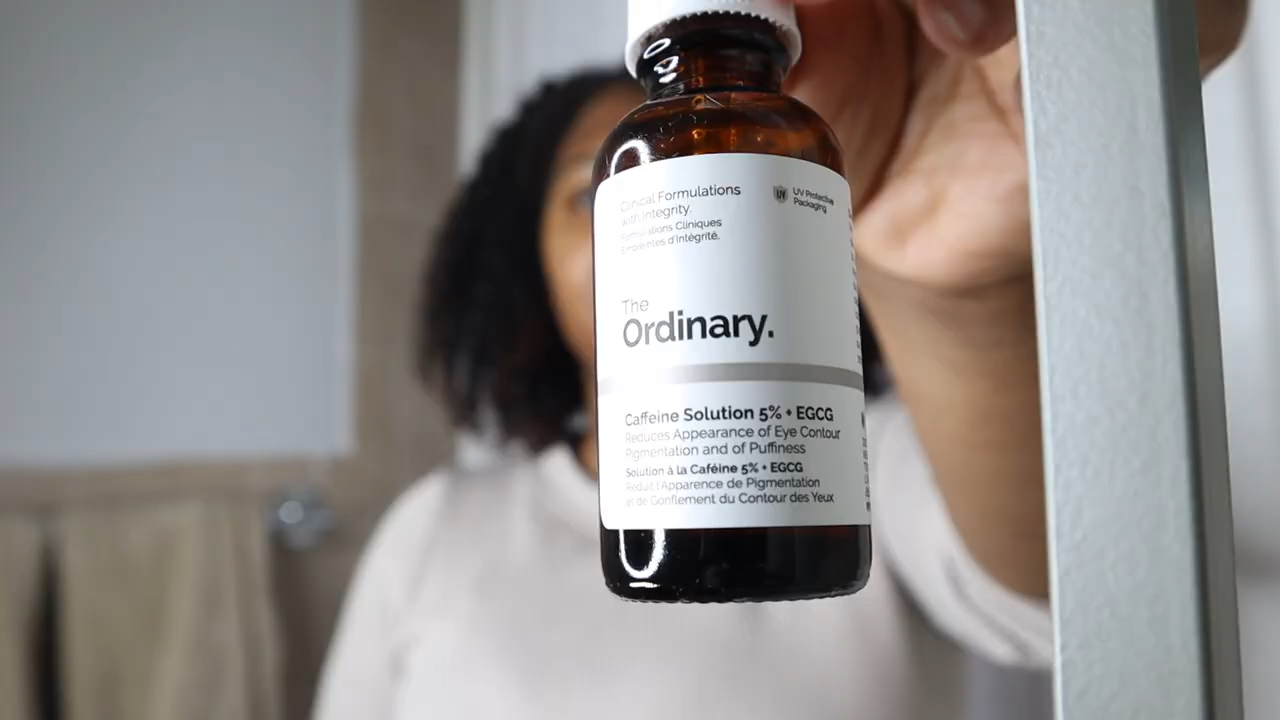 Clinical Formulations
with Integrity.
Formulations Cliniques
Empreintes d'Intégrité.
UV
UV Protective
Packaging
The
Ordinary.
Caffeine Solution 5% + EGCG
Reduces Appearance of Eye Contour
Pigmentation and of Puffiness
Solution à la Caféine 5% + EGCG
Réduit l'Apparence de Pigmentation
et de Gonflement du Contour des Yeux